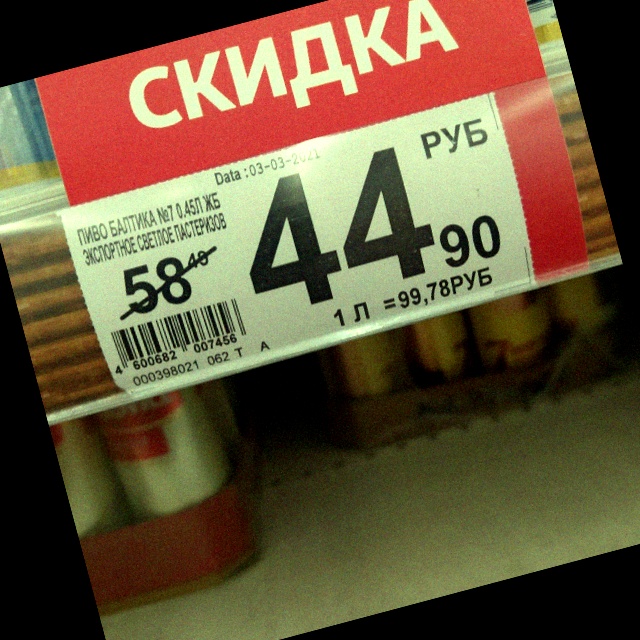 СКИДКА
Data :03-03-2021
ПИВО БАЛТИКА №7 0.45Л ЖБ
ЭКСПОРТНОЕ СВЕТЛОЕ ПАСТЕРИЗОВ
58 49
44 90 РУБ
1 Л =99,78РУБ
4 600682 007456
000398021 062 Т А